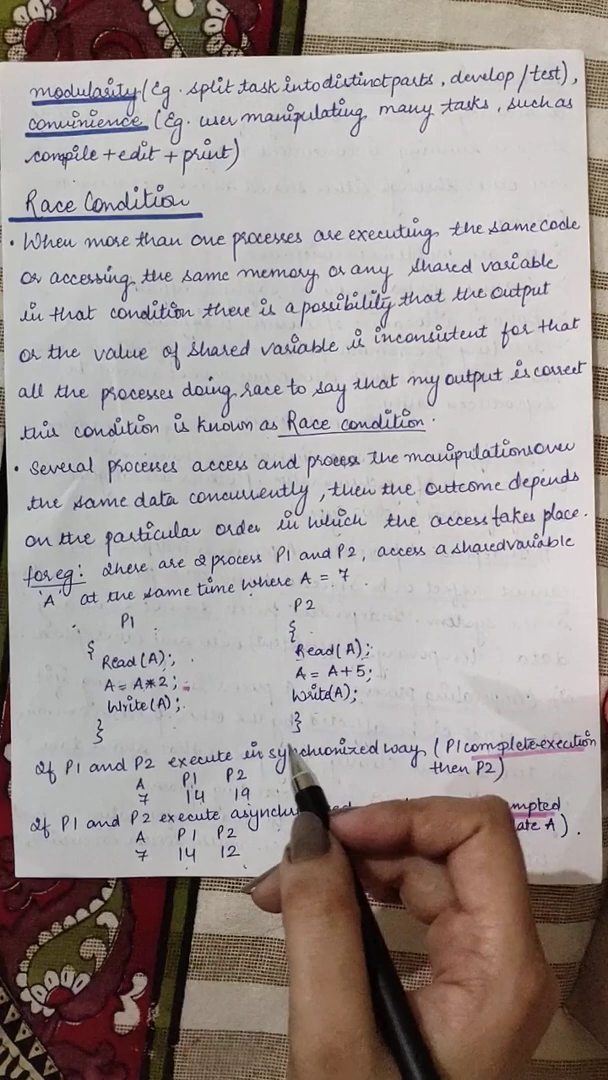 modularity (Eg. split task into distinct parts, develop/test),
convinience (Eg. user manipulating many tasks, such as
compile + edit + print)
Race Condition
• When more than one processes are executing the same code
or accessing the same memory or any shared variable
in that condition there is a possibility that the output
or the value of shared variable is inconsistent for that
all the processes doing race to say that my output is correct
this condition is known as Race condition.
• Several processes access and process the manipulations over
the same data concurrently, then the outcome depends
on the particular order in which the access takes place.
for eg: there are 2 process P1 and P2, access a shared variable
'A' at the same time where A = 7.
P1 P2
{ {
Read(A); Read(A);
A = A*2; A = A+5;
Write(A); Write(A);
} }
If P1 and P2 execute in synchronized way (P1 complete execution
then P2)
A P1 P2
7 14 19
If P1 and P2 execute
A P1 P2
7 14 12
A).